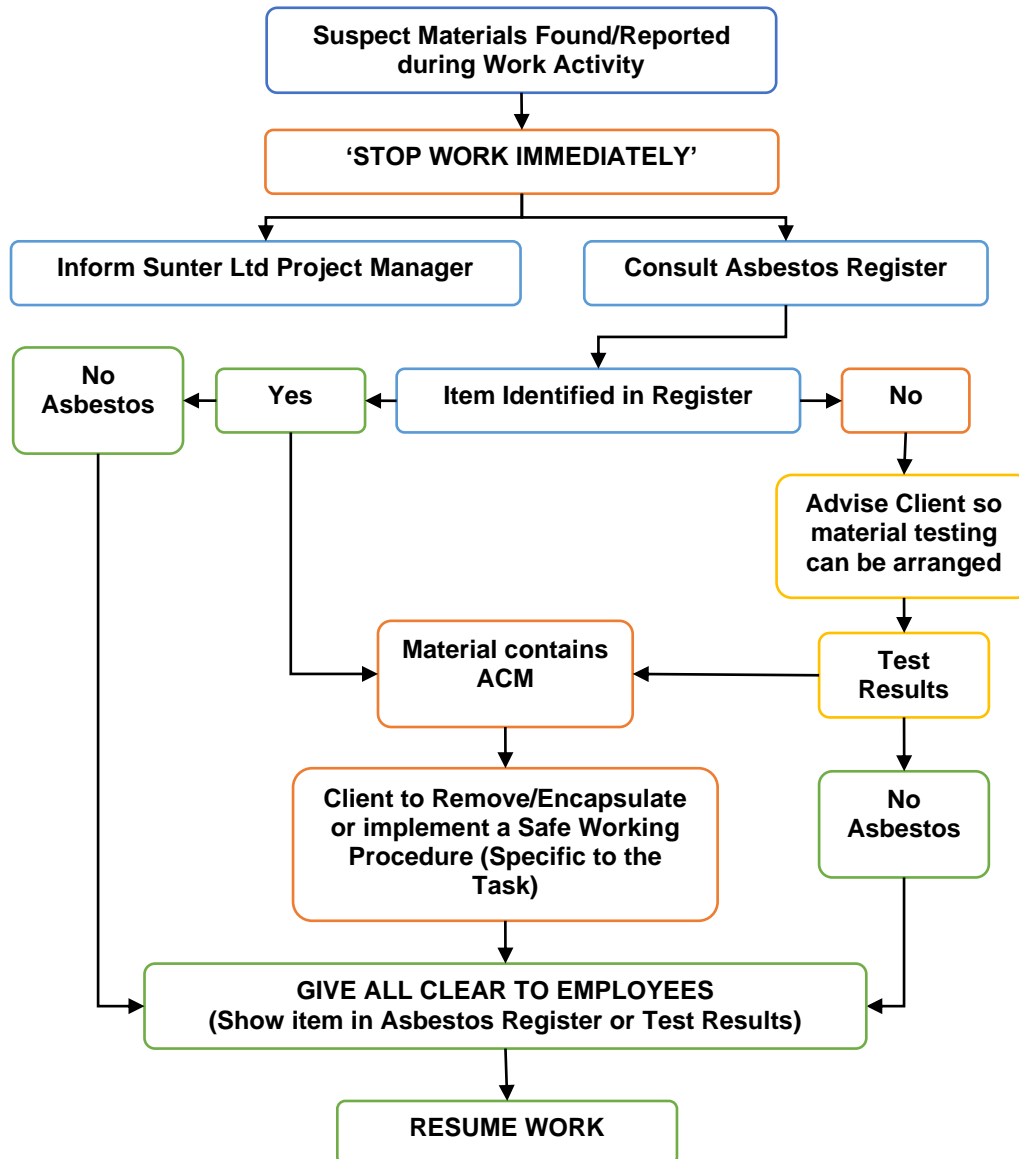 Suspect Materials Found/Reported
during Work Activity
‘STOP WORK IMMEDIATELY’
Inform Sunter Ltd Project Manager
Consult Asbestos Register
No
Asbestos
Yes
Item Identified in Register
No
Advise Client so
material testing
can be arranged
Material contains
ACM
Test
Results
Client to Remove/Encapsulate
or implement a Safe Working
Procedure (Specific to the
Task)
No
Asbestos
GIVE ALL CLEAR TO EMPLOYEES
(Show item in Asbestos Register or Test Results)
RESUME WORK